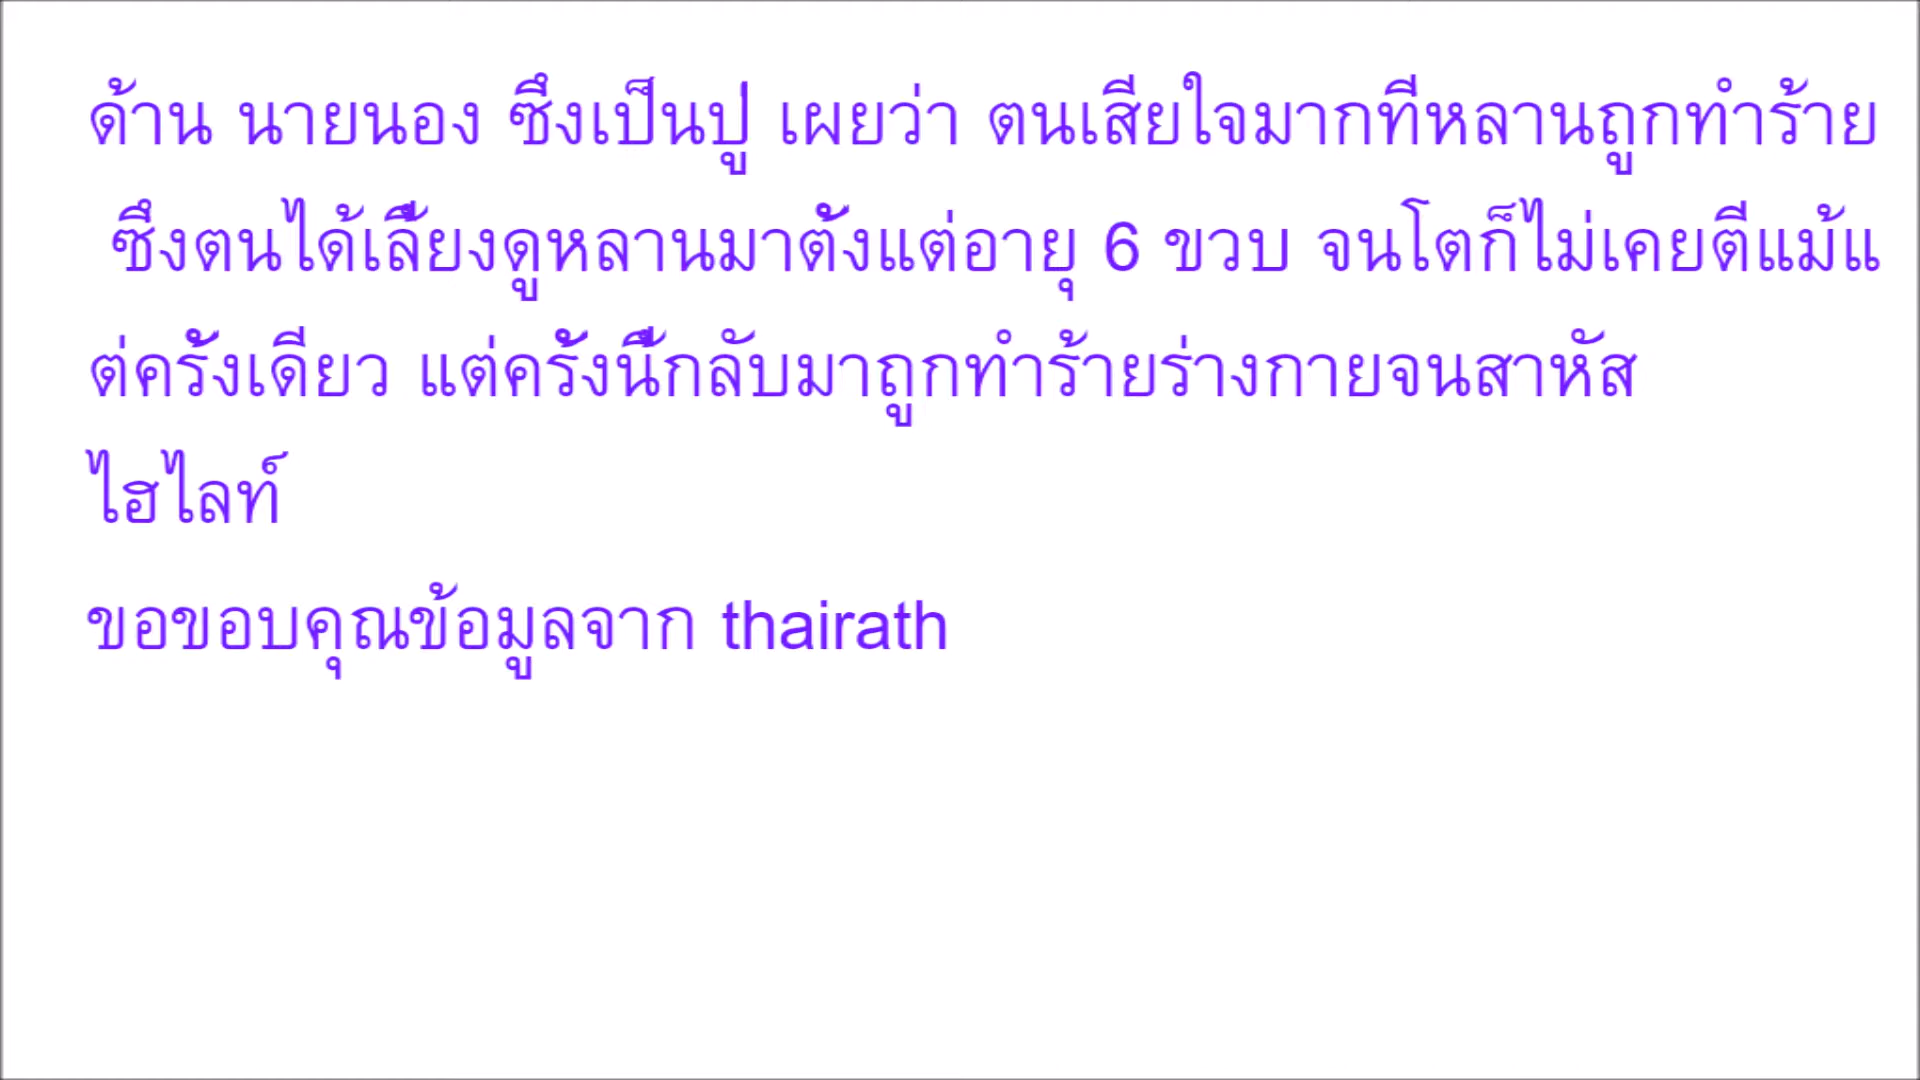 ด้าน นายนอง ซึ่งเป็นปู่ เผยว่า ตนเสียใจมากที่หลานถูกทำร้าย
ซึ่งตนได้เลี้ยงดูหลานมาตั้งแต่อายุ 6 ขวบ จนโตก็ไม่เคยตีแม้แ
ต่ครั้งเดียว แต่ครั้งนี้กลับมาถูกทำร้ายร่างกายจนสาหัส
ไฮไลท์
ขอขอบคุณข้อมูลจาก thairath